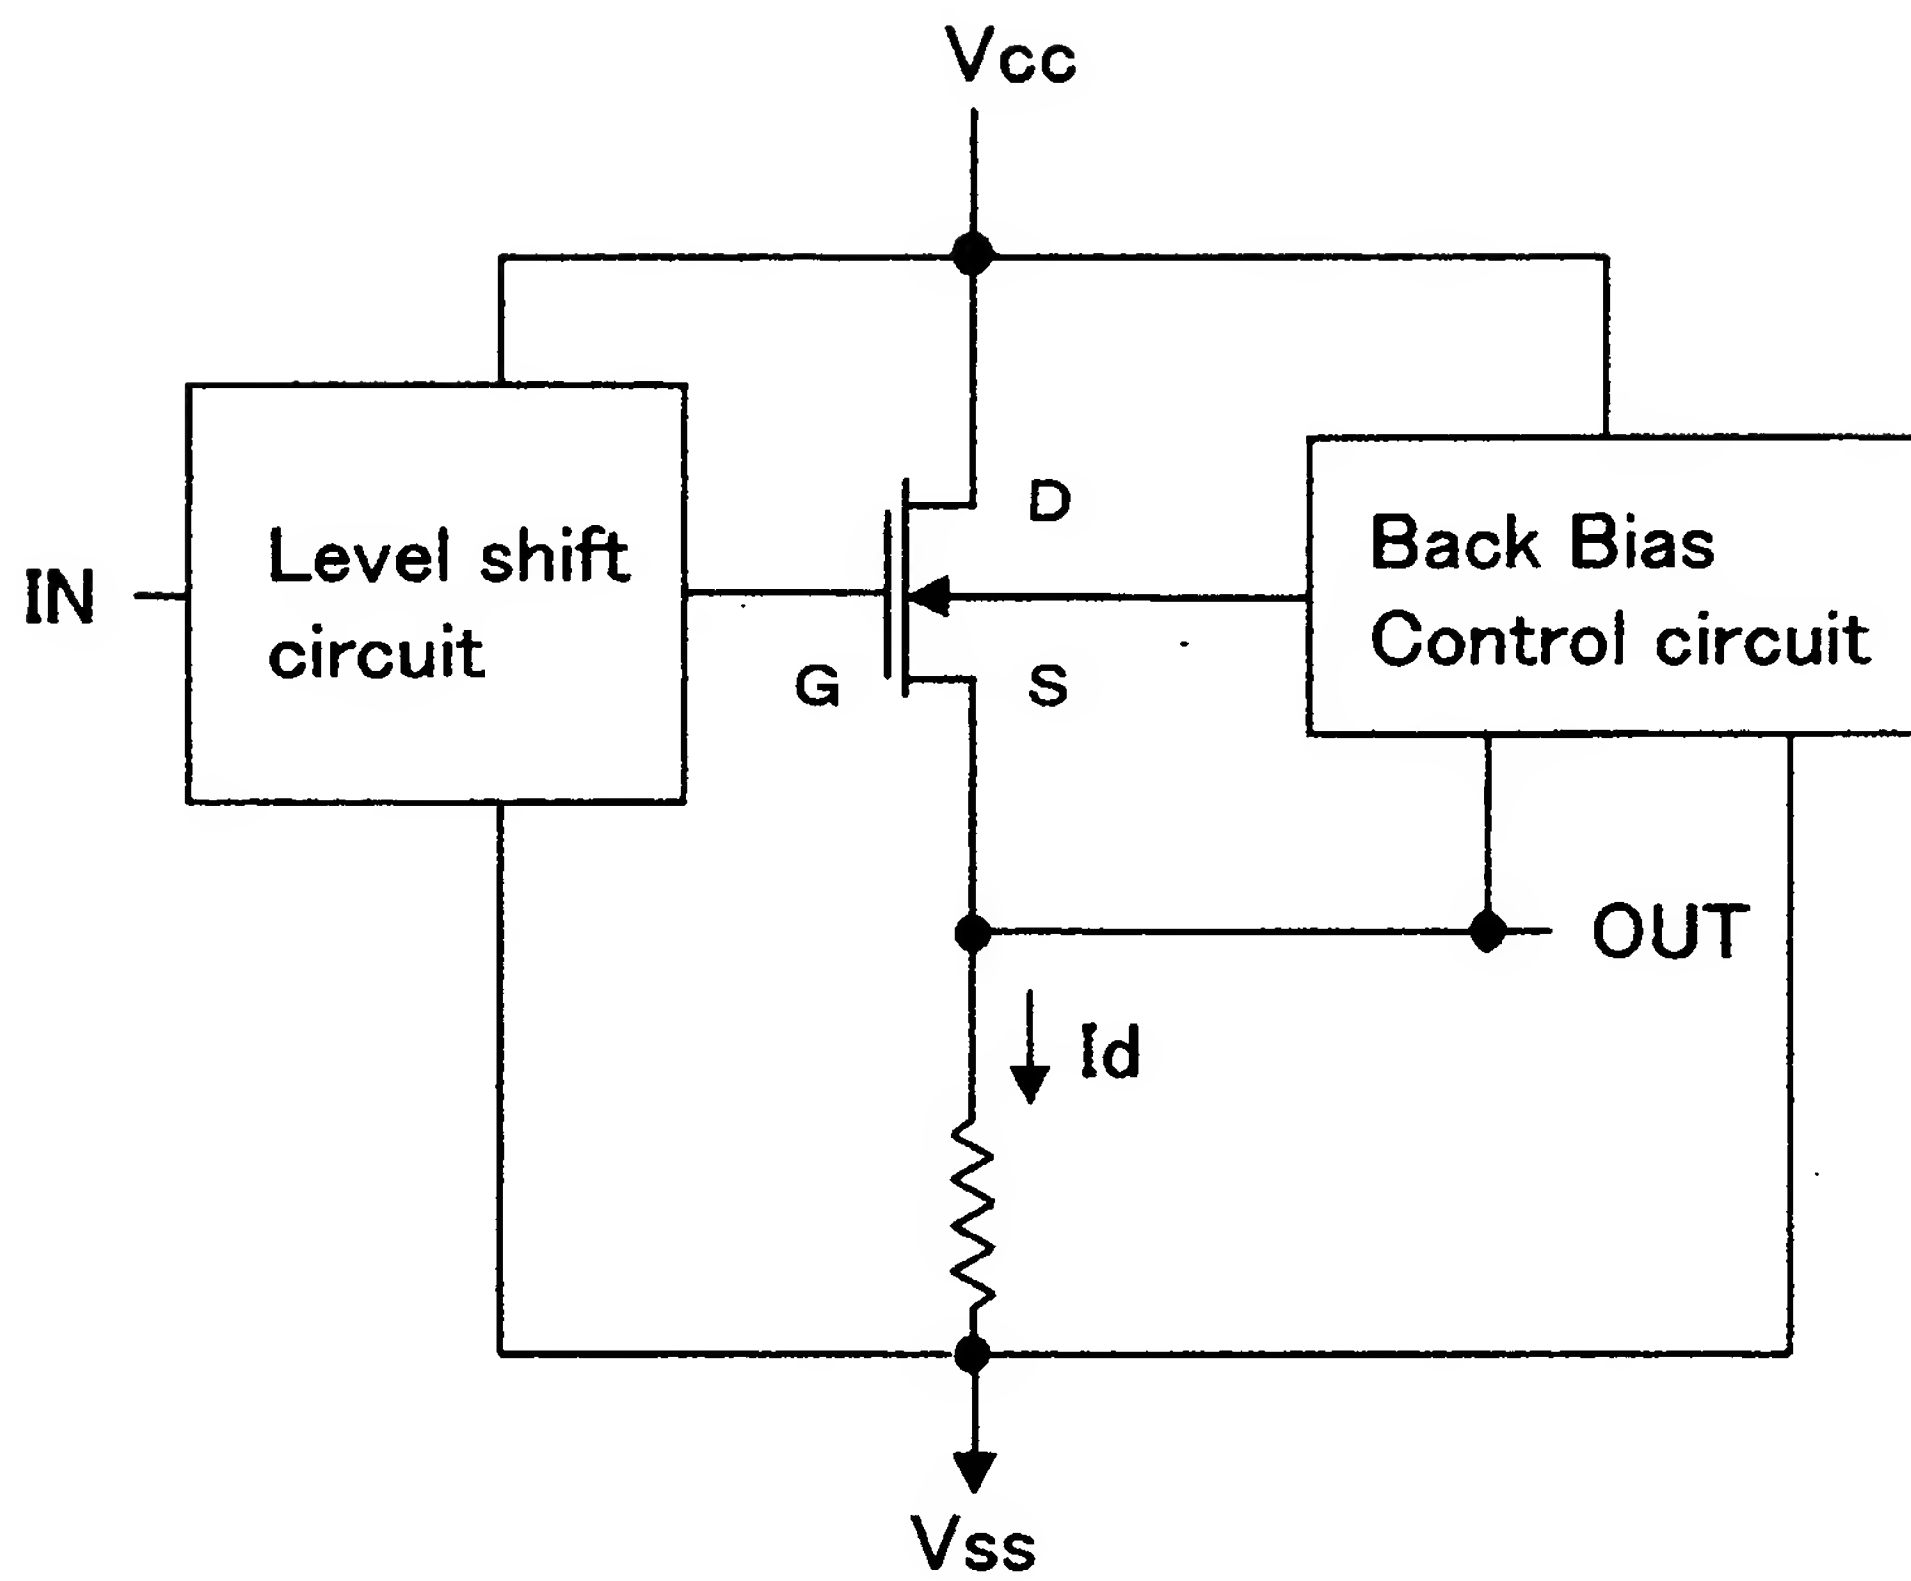 Vcc
D
Back Bias
Level shift
IN
Control circuit
circuit
G
S
OUT
Id
Vss